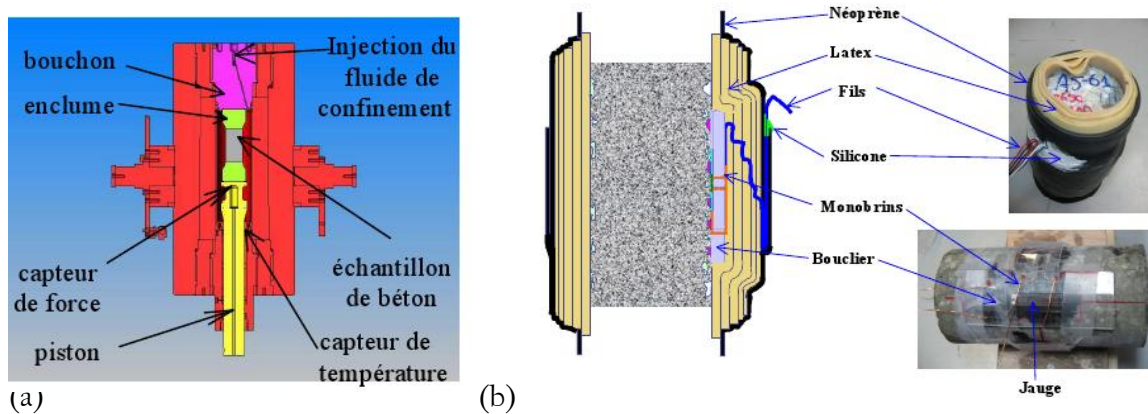 bouchon
enclume
Injection du
fluide de
confinement
capteur
de force
piston
échantillon
de béton
capteur de
température
(a)
(b)
Néoprène
Latex
Fils
Silicone
Monobrins
Bouclier
Jauge
A5-61